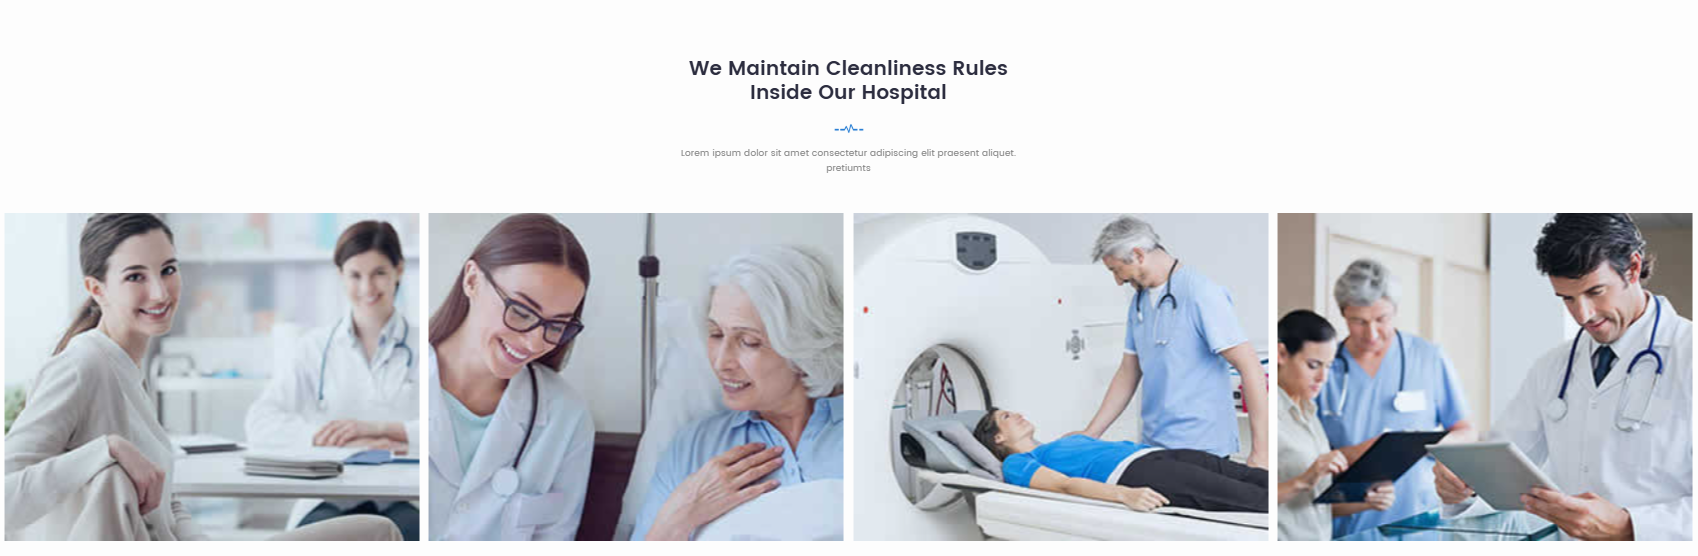 We Maintain Cleanliness Rules
Inside Our Hospital
Lorem ipsum dolor sit amet consectetur adipiscing elit praesent aliquet.
pretiumts